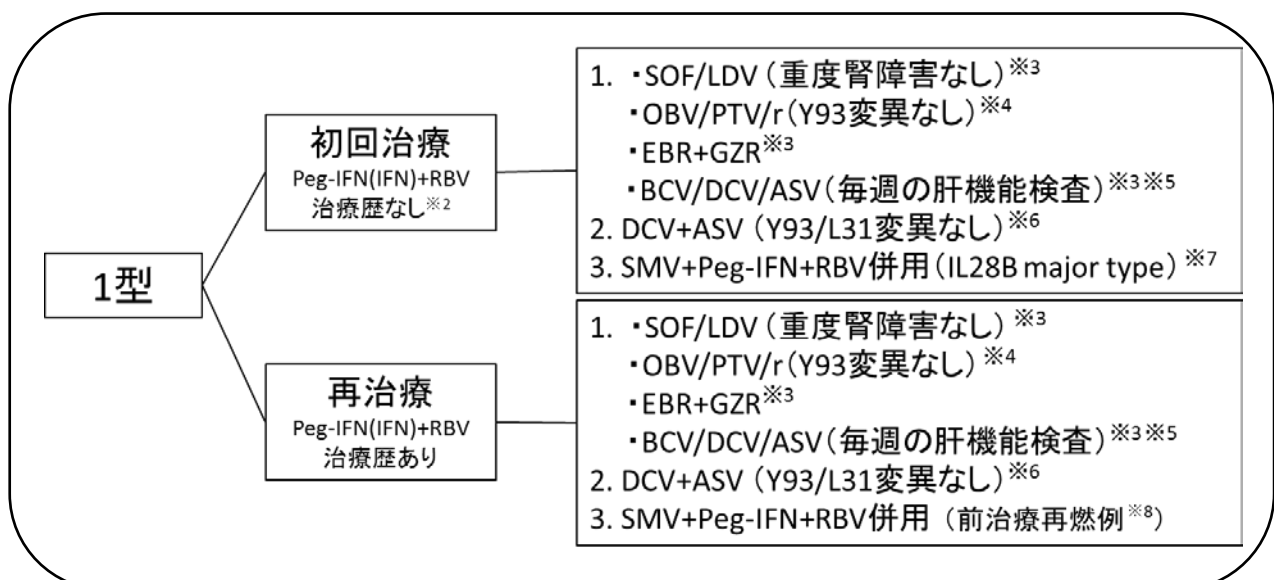 1型
初回治療
Peg-IFN(IFN)+RBV
治療歴なし※2
1. ・SOF/LDV（重度腎障害なし）※3
・OBV/PTV/r（Y93変異なし）※4
・EBR+GZR※3
・BCV/DCV/ASV（毎週の肝機能検査）※3※5
2. DCV+ASV （Y93/L31変異なし）※6
3. SMV+Peg-IFN+RBV併用（IL28B major type）※7
再治療
Peg-IFN(IFN)+RBV
治療歴あり
1. ・SOF/LDV（重度腎障害なし）※3
・OBV/PTV/r（Y93変異なし）※4
・EBR+GZR※3
・BCV/DCV/ASV（毎週の肝機能検査）※3※5
2. DCV+ASV （Y93/L31変異なし）※6
3. SMV+Peg-IFN+RBV併用 （前治療再燃例※8）